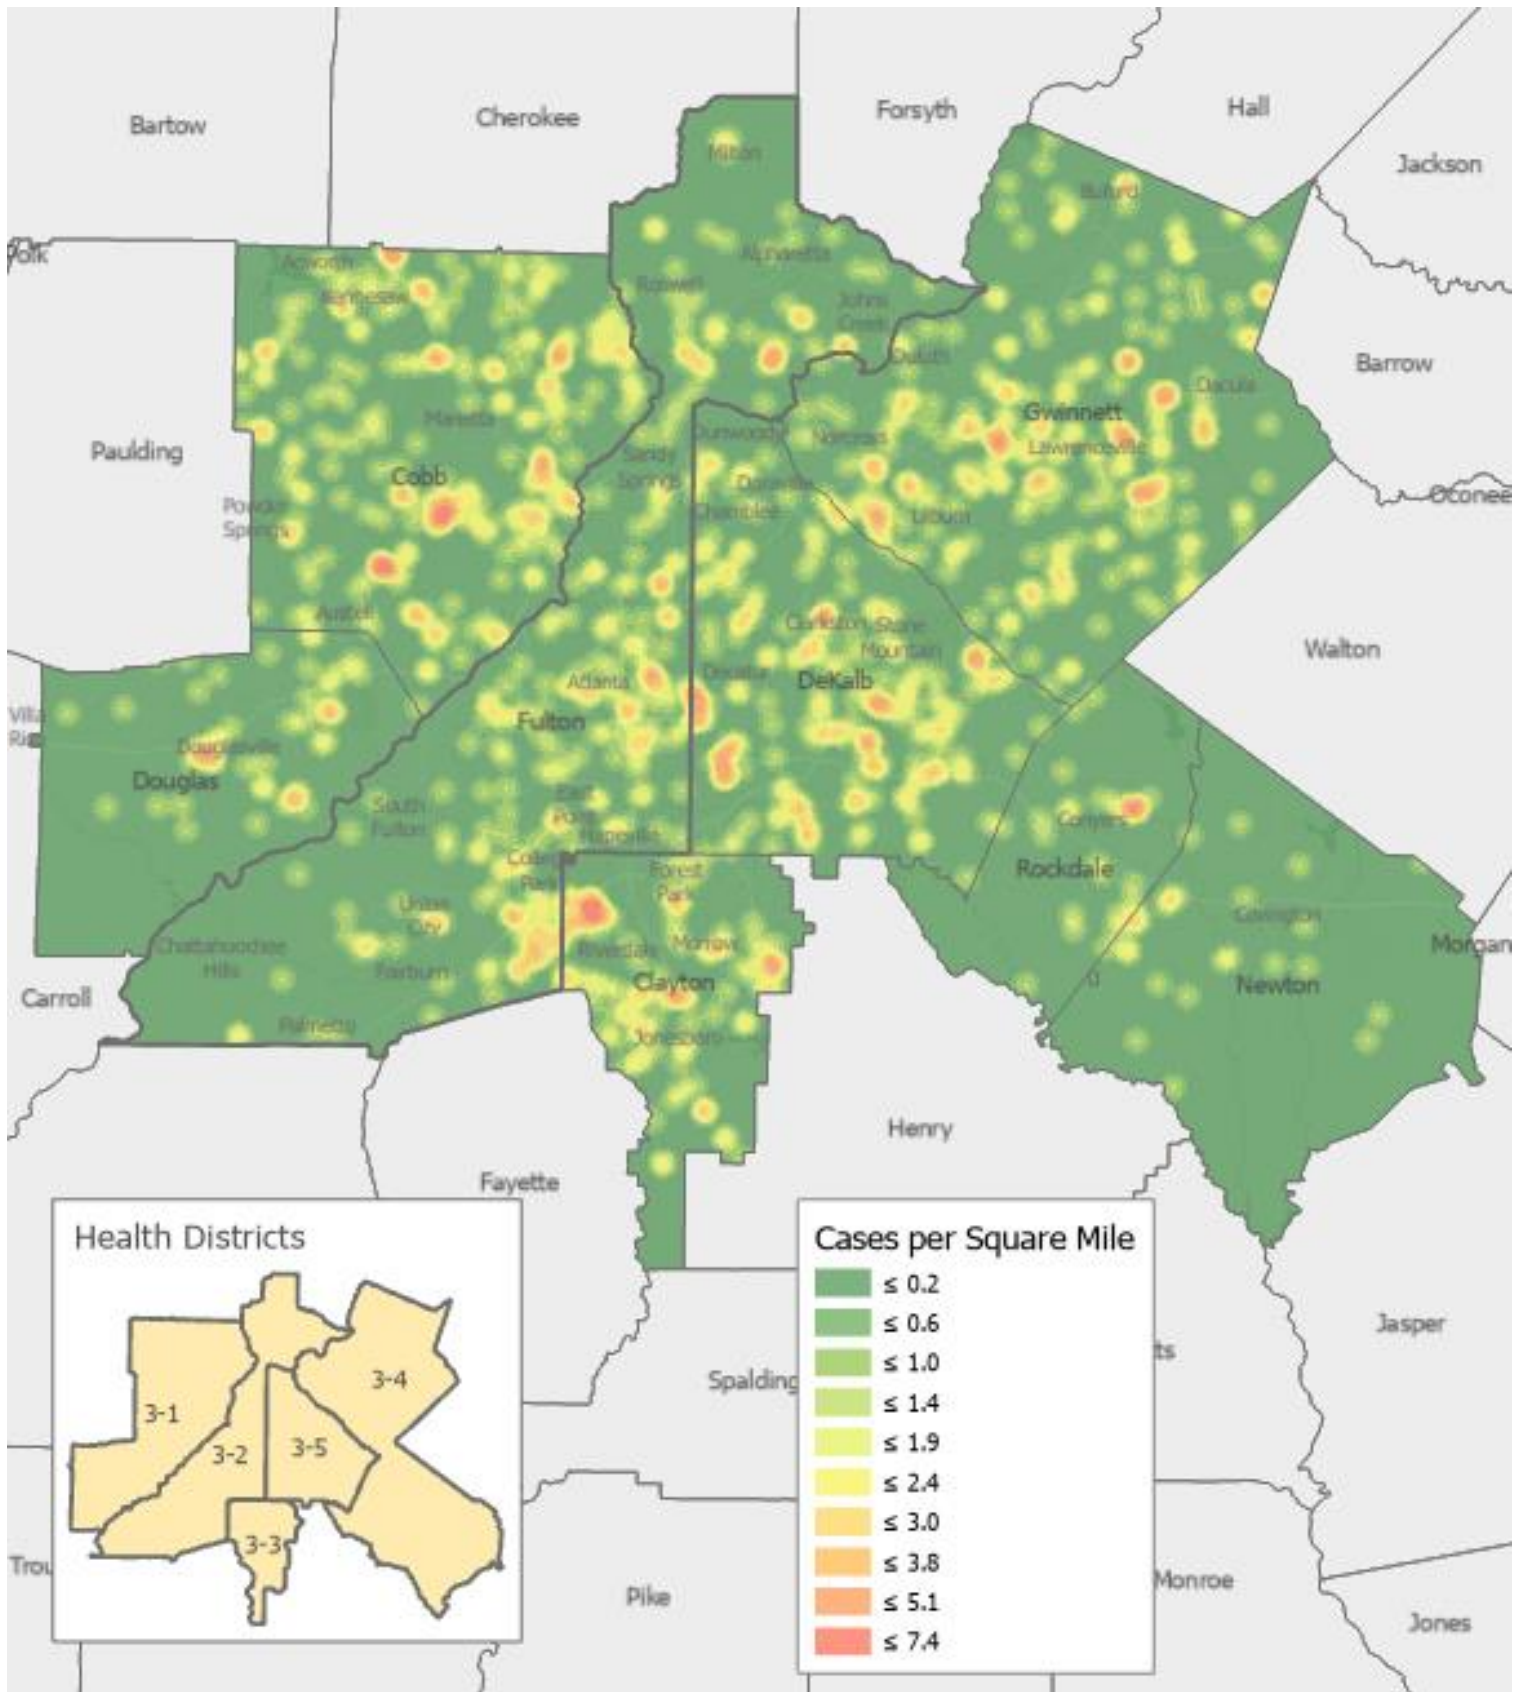 Bartow
Cherokee
Forsyth
Hall
Jackson
Milton
Buford
olk
Acworth
Alpharetta
Roswell
Kennesaw
Johns
Creek
Duluth
Barrow
Dacula
Gwinnett
Marietta
Paulding
Dunwoody
Norcross
Lawrenceville
Sandy
Springs
Cobb
Doraville
Oconee
Powder
Springs
Chamblee
Lilburn
Austell
Clarkston
Stone
Mountain
Walton
Atlanta
Decatur
DeKalb
Villa
Ric
Fulton
Douglasville
Douglas
South
Fulton
East
Point
Hapeville
Conyers
College
Park
Forest
Park
Rockdale
Union
City
Covington
Chattahoochee
Hills
Riverdale
Morrow
Morgan
Fairburn
Clayton
Newton
Carroll
Palmetto
Jonesboro
Henry
Fayette
Health Districts
3-1
3-2
3-4
3-5
3-3
Cases per Square Mile
≤ 0.2
≤ 0.6
≤ 1.0
≤ 1.4
≤ 1.9
≤ 2.4
≤ 3.0
≤ 3.8
≤ 5.1
≤ 7.4
Jasper
ts
Spalding
Trou
Pike
Monroe
Jones